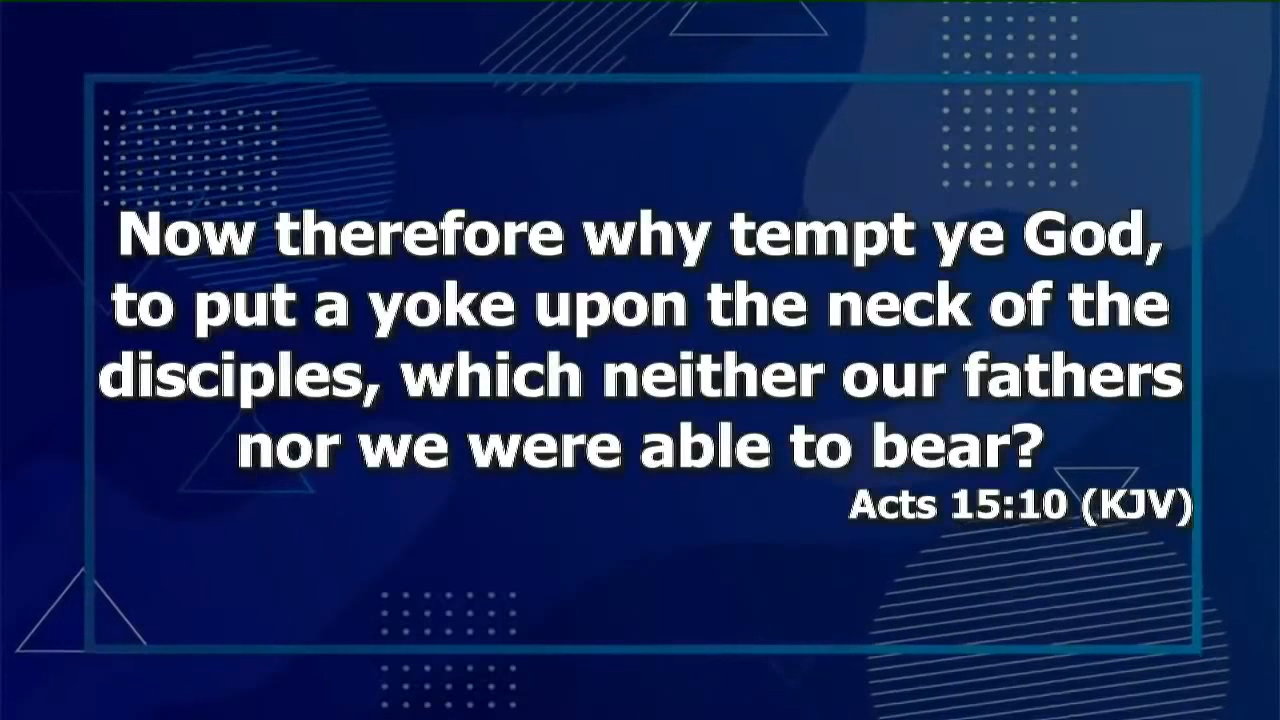 Now therefore why tempt ye God,
to put a yoke upon the neck of the
disciples, which neither our fathers
nor we were able to bear?
Acts 15:10 (KJV)